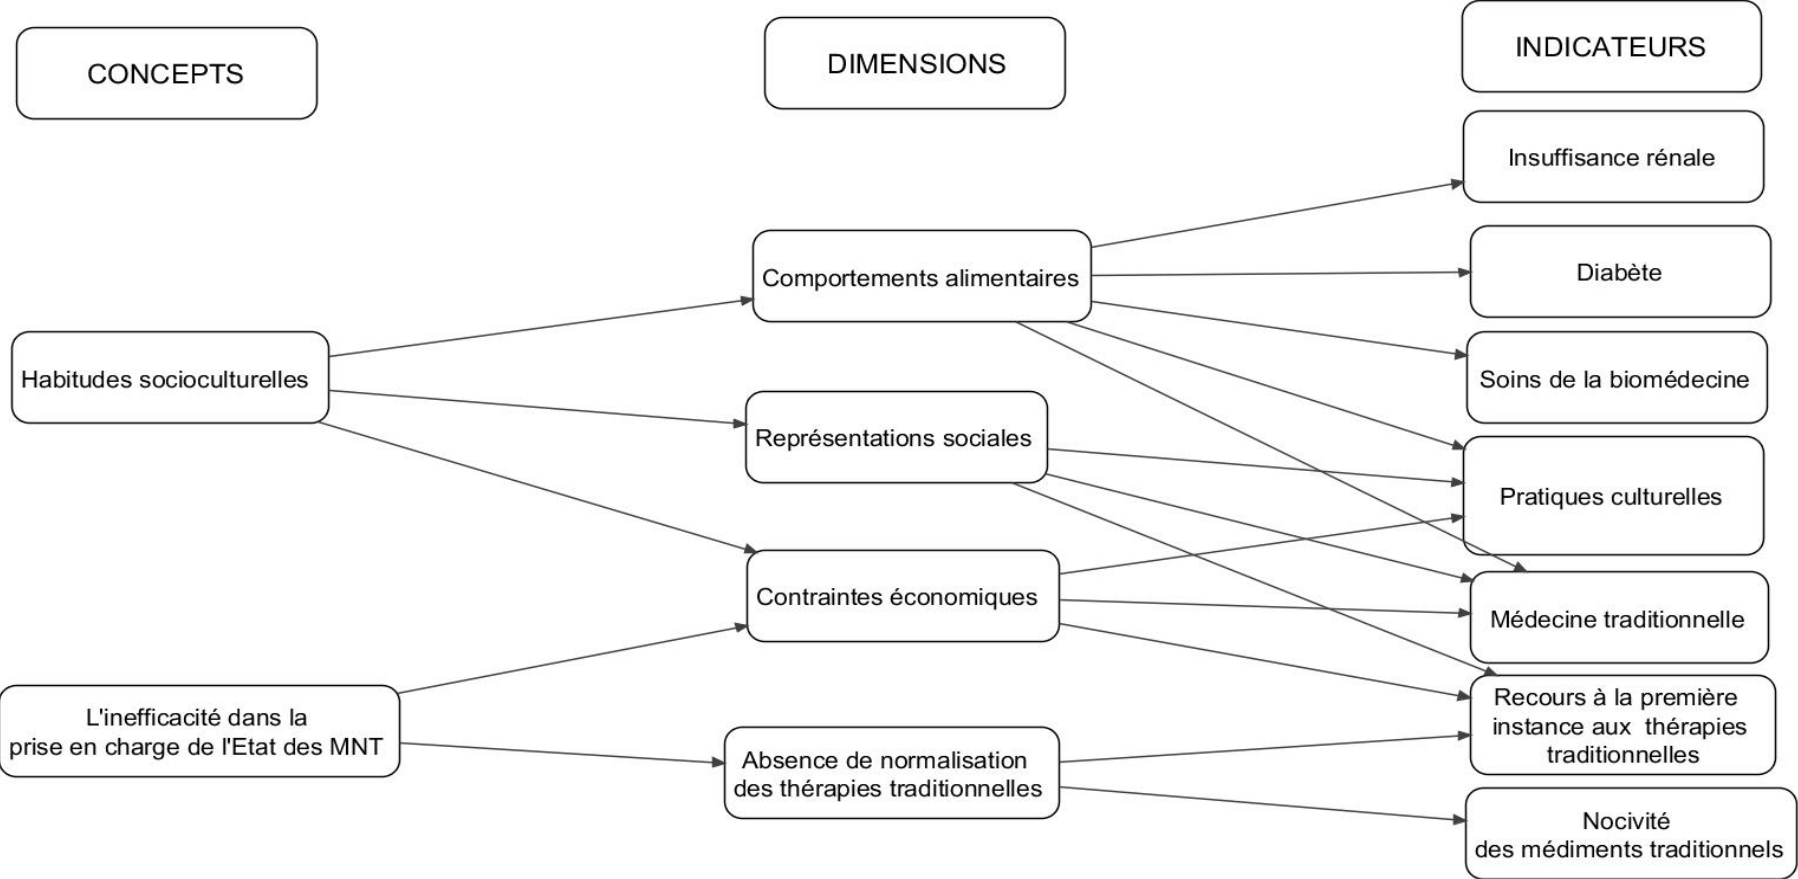 CONCEPTS
DIMENSIONS
INDICATEURS
Habitudes socioculturelles
L'inefficacité dans la
prise en charge de l'Etat des MNT
Comportements alimentaires
Représentations sociales
Contraintes économiques
Absence de normalisation
des thérapies traditionnelles
Insuffisance rénale
Diabète
Soins de la biomédecine
Pratiques culturelles
Médecine traditionnelle
Recours à la première
instance aux thérapies
traditionnelles
Nocivité
des médiments traditionnels